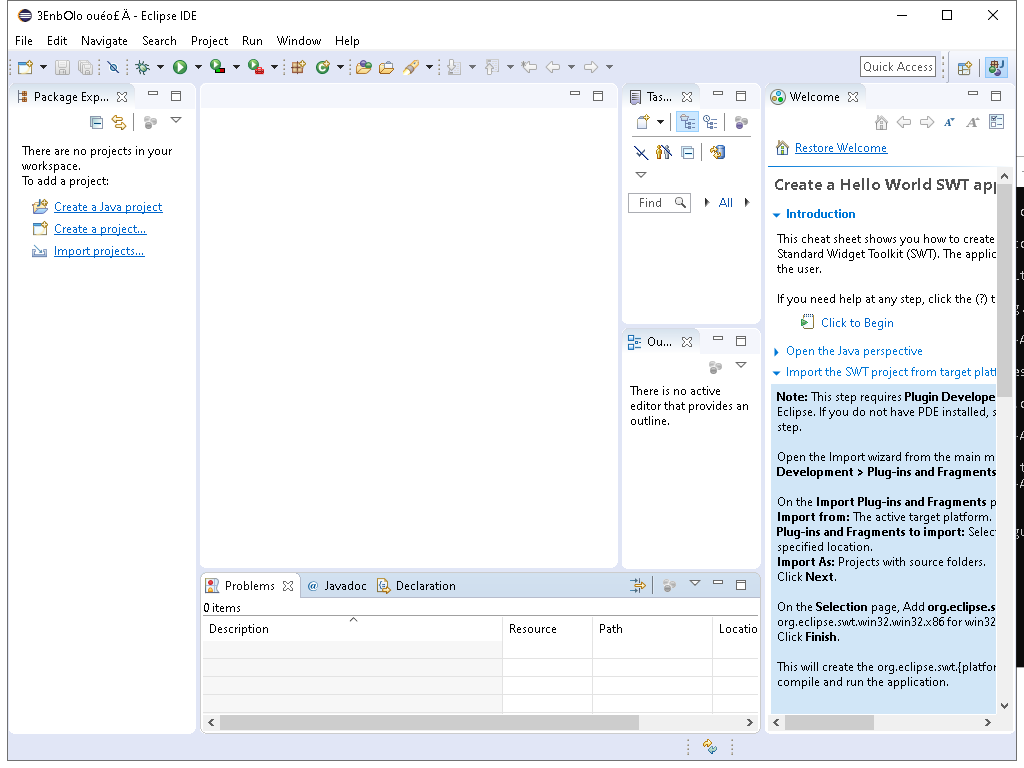 3EnbOlo ouéo£Ä - Eclipse IDE
File Edit Navigate Search Project Run Window Help
Quick Access
Package Exp...
There are no projects in your
workspace.
To add a project:
Create a Java project
Create a project...
Import projects...
Tas...
Find
All
Ou...
There is no active
editor that provides an
outline.
Welcome
Restore Welcome
Create a Hello World SWT app
Introduction
This cheat sheet shows you how to create
Standard Widget Toolkit (SWT). The applic
the user.
If you need help at any step, click the (?) t
Click to Begin
Open the Java perspective
Import the SWT project from target platf
Note: This step requires Plugin Develope
Eclipse. If you do not have PDE installed, s
step.
Open the Import wizard from the main m
Development > Plug-ins and Fragments
On the Import Plug-ins and Fragments p
Import from: The active target platform.
Plug-ins and Fragments to import: Selec
specified location.
Import As: Projects with source folders.
Click Next.
On the Selection page, Add org.eclipse.s
org.eclipse.swt.win32.win32.x86 for win32
Click Finish.
This will create the org.eclipse.swt.{platfor
compile and run the application.
Problems @ Javadoc Declaration
0 items
Description Resource Path Locatio